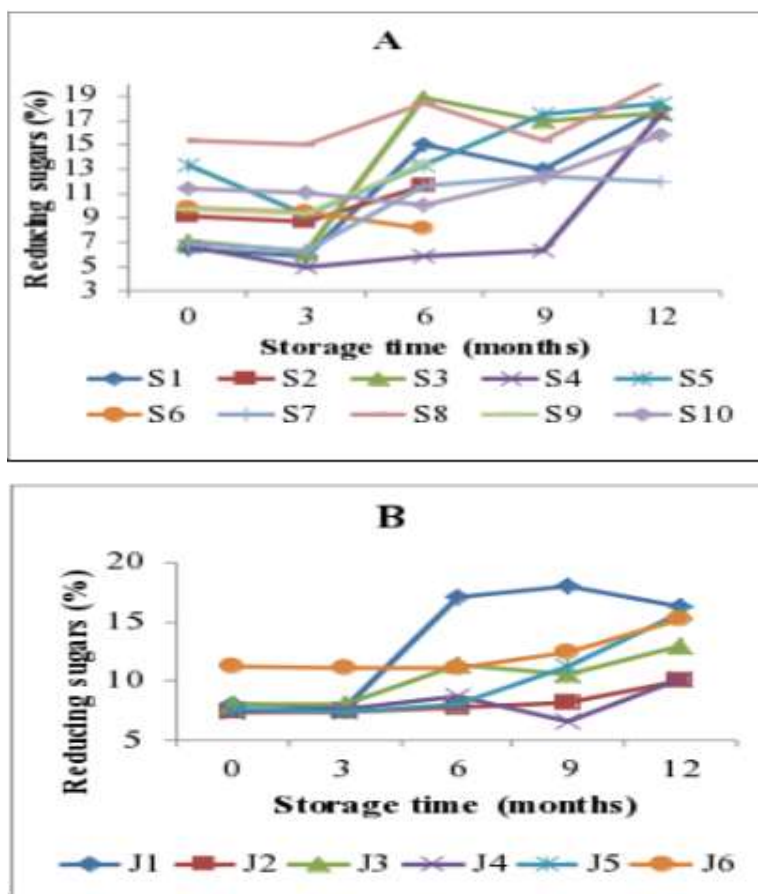 A
Reducing sugars (%)
19
17
15
13
11
9
7
5
3
0 3 6 9 12
Storage time (months)
S1 S2 S3 S4 S5
S6 S7 S8 S9 S10
B
Reducing sugars (%)
20
15
10
5
0 3 6 9 12
Storage time (months)
J1 J2 J3 J4 J5 J6